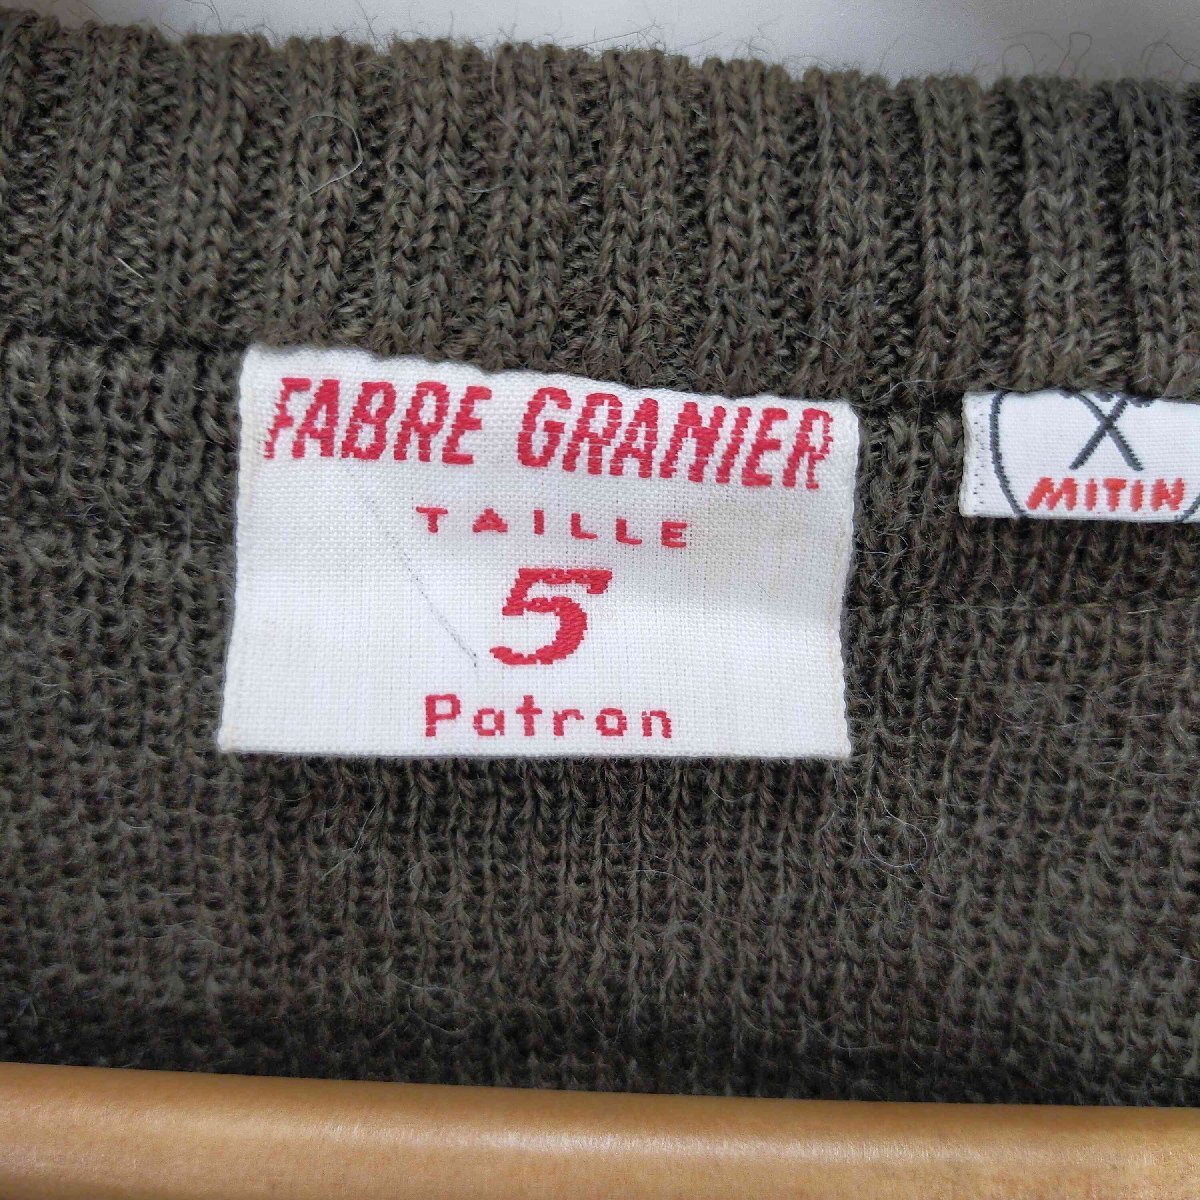 FABRE GRANIER
TAILLE
5
Patron
MITIN